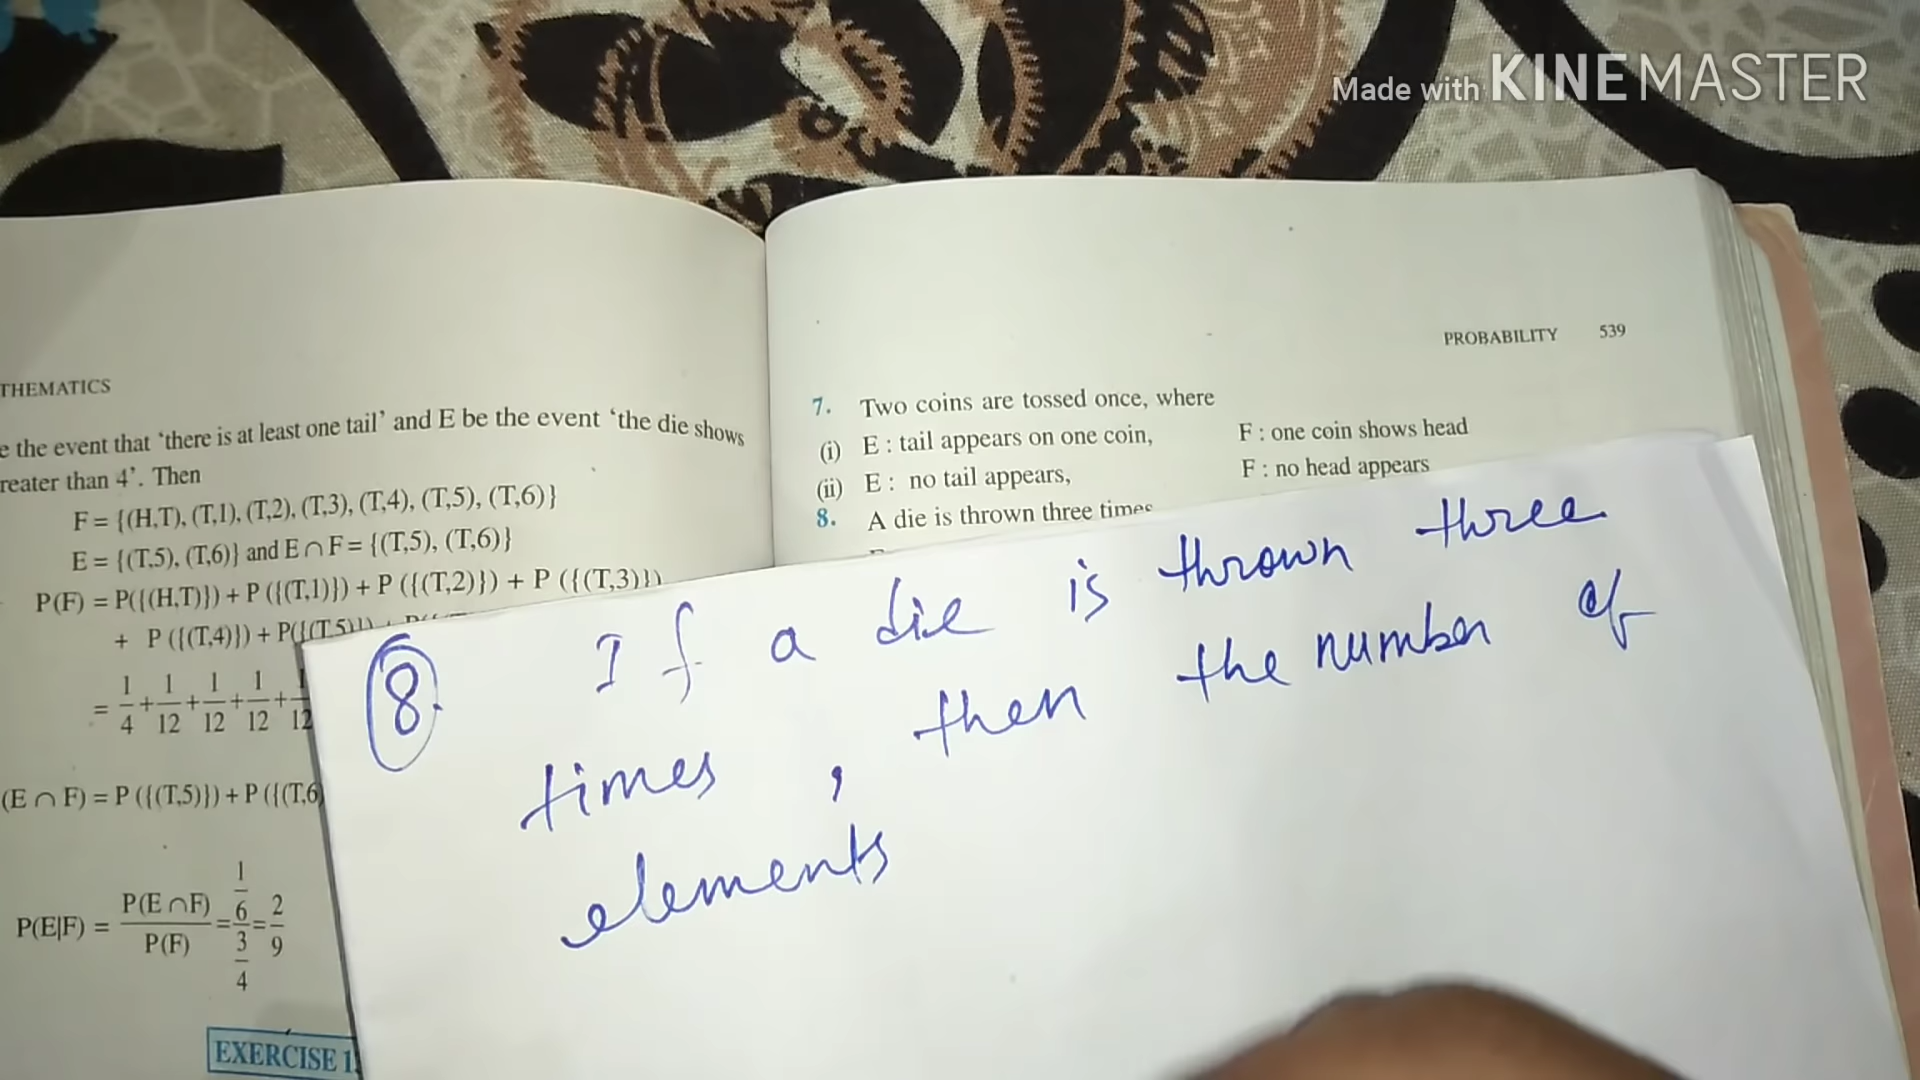 Made with KINEMASTER
THEMATICS
e the event that ‘there is at least one tail’ and E be the event ‘the die shows
reater than 4’. Then
F = {(H,T), (T,1), (T,2), (T,3), (T,4), (T,5), (T,6)}
E = {(T,5), (T,6)} and E ∩ F = {(T,5), (T,6)}
P(F) = P({(H,T)}) + P ({(T,1)}) + P ({(T,2)}) + P ({(T,3)})
+ P ({(T,4)}) + P({(T,5)})
= 1/4 + 1/12 + 1/12 + 1/12 + 1/12
(E ∩ F) = P ({(T,5)}) + P ({(T,6)
P(E|F) = P(E ∩ F)/P(F) = 1/6 / 3/4 = 2/9
EXERCISE 1
PROBABILITY 539
7. Two coins are tossed once, where
(i) E : tail appears on one coin, F : one coin shows head
(ii) E : no tail appears, F : no head appears
8. A die is thrown three times
8. If a die is thrown three
times, then the number of
elements